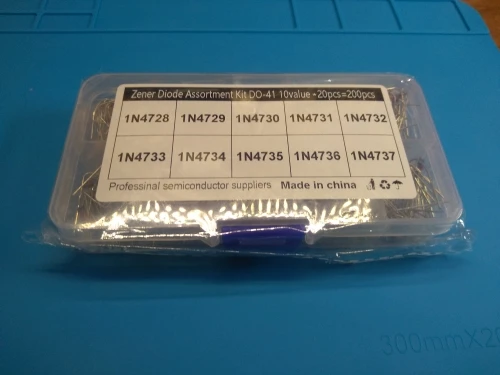 Zener Diode Assortment Kit DO-41 10value *20pcs=200pcs
1N4728 1N4729 1N4730 1N4731 1N4732
1N4733 1N4734 1N4735 1N4736 1N4737
Professinal semiconductor suppliers Made in china
300mmX20